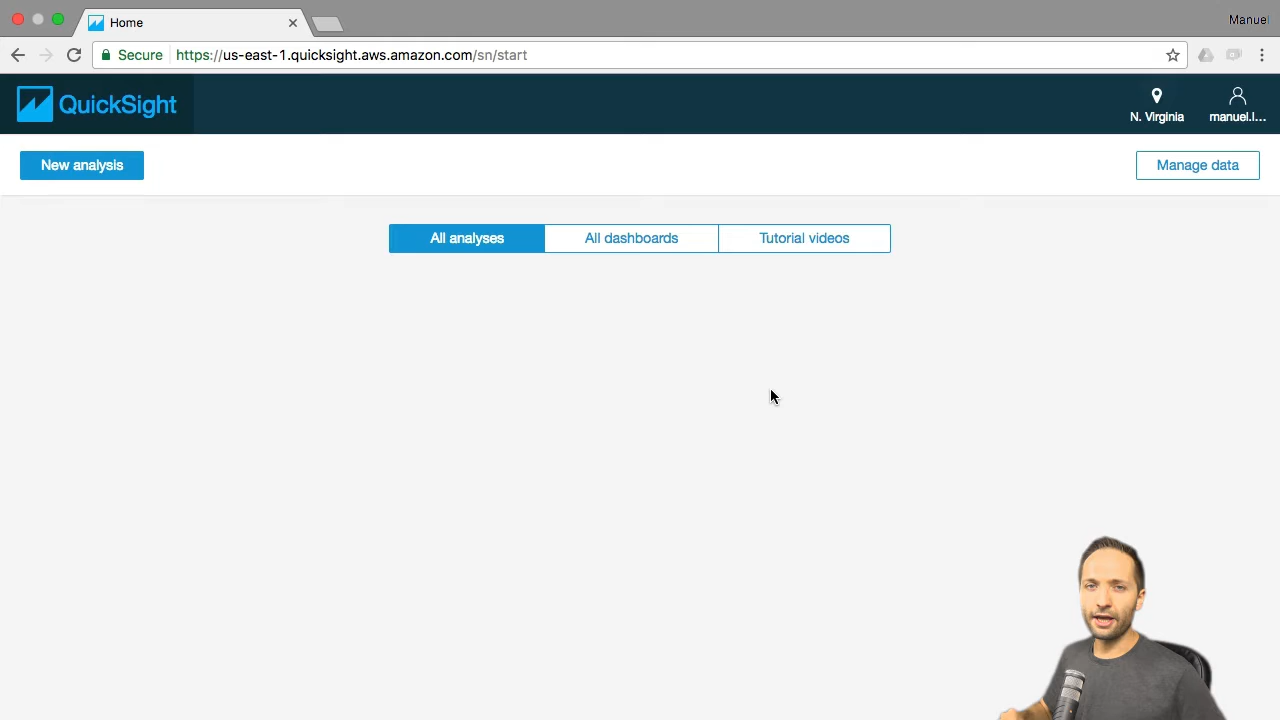 Home
Manuel
Secure https://us-east-1.quicksight.aws.amazon.com/sn/start
QuickSight
N. Virginia
manuel.l...
New analysis
Manage data
All analyses
All dashboards
Tutorial videos